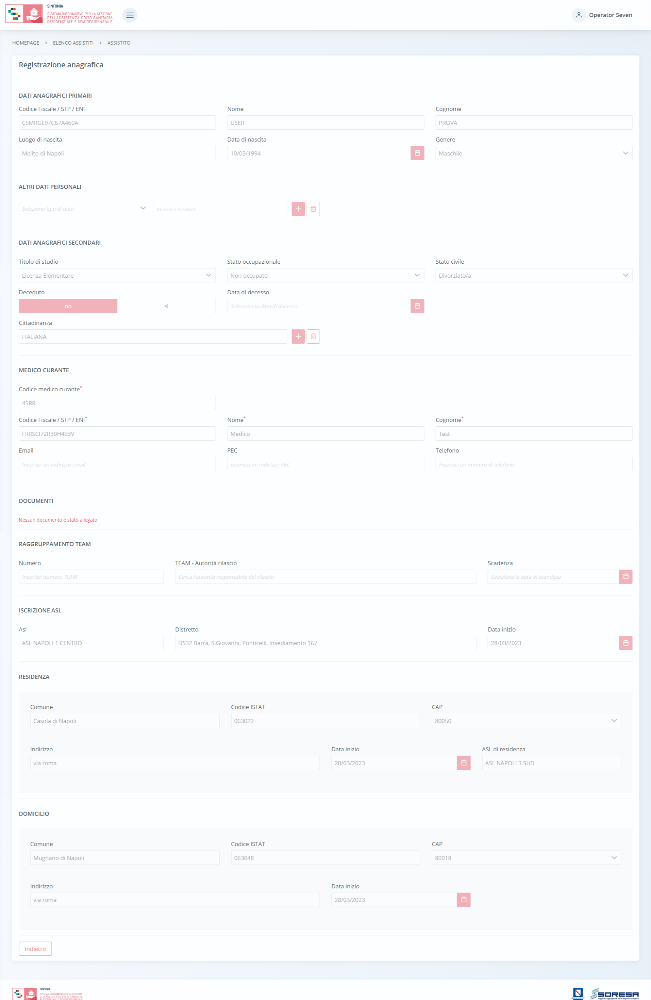 SINFONIA
SISTEMA INFORMATIVO PER LA GESTIONE
DELL'ASSISTENZA SOCIO SANITARIA
RESIDENZIALE E SEMIRESIDENZIALE
Operator Seven
HOMEPAGE > ELENCO ASSISTITI > ASSISTITO
Registrazione anagrafica
DATI ANAGRAFICI PRIMARI
Codice Fiscale / STP / ENI Nome Cognome
CSMRGL97C67A460A USER PROVA
Luogo di nascita Data di nascita Genere
Melito di Napoli 10/03/1994 Maschile
ALTRI DATI PERSONALI
Seleziona tipo di dato Inserisci il valore
DATI ANAGRAFICI SECONDARI
Titolo di studio Stato occupazionale Stato civile
Licenza Elementare Non occupato Divorziato/a
Deceduto Data di decesso
no sì Seleziona la data di decesso
Cittadinanza
ITALIANA
MEDICO CURANTE
Codice medico curante*
45RR
Codice Fiscale / STP / ENI* Nome* Cognome*
FRRSCI72R30H423V Medico Test
Email PEC Telefono
Inserisci un indirizzo email Inserisci un indirizzo PEC Inserisci un numero di telefono
DOCUMENTI
Nessun documento è stato allegato
RAGGRUPPAMENTO TEAM
Numero TEAM - Autorità rilascio Scadenza
Inserisci numero TEAM Cerca l'autorità responsabile del rilascio Seleziona la data di scandeza
ISCRIZIONE ASL
Asl Distretto Data inizio
ASL NAPOLI 1 CENTRO DS32 Barra, S.Giovanni, Ponticelli, Insediamento 167 28/03/2023
RESIDENZA
Comune Codice ISTAT CAP
Casola di Napoli 063022 80050
Indirizzo Data inizio ASL di residenza
via roma 28/03/2023 ASL NAPOLI 3 SUD
DOMICILIO
Comune Codice ISTAT CAP
Mugnano di Napoli 063048 80018
Indirizzo Data inizio
via roma 28/03/2023
Indietro
SINFONIA
SISTEMA INFORMATIVO PER LA GESTIONE
DELL'ASSISTENZA SOCIO SANITARIA
RESIDENZIALE E SEMIRESIDENZIALE
SORESA
Soggetto Aggregatore della Regione Campania